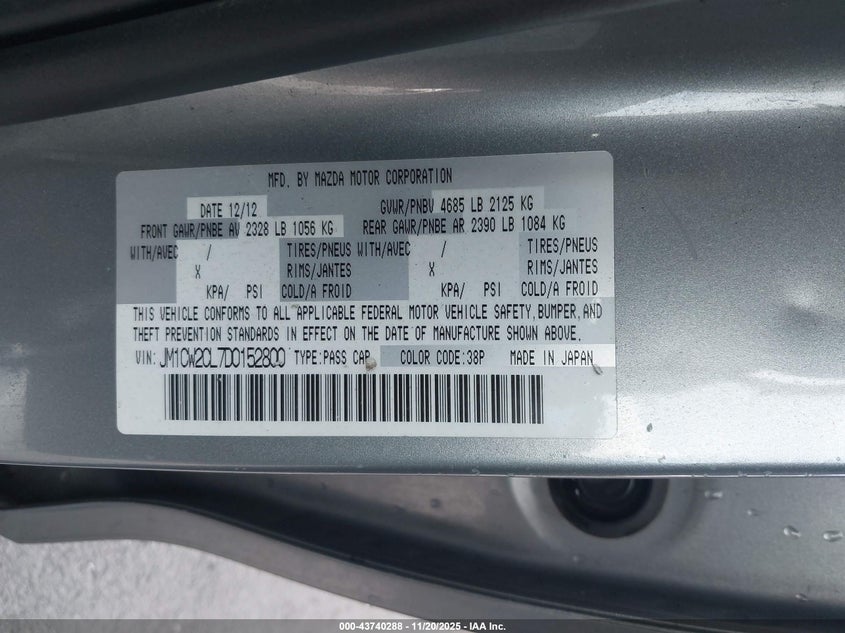 MFD. BY MAZDA MOTOR CORPORATION
DATE 12/12 GVWR/PNBV 4685 LB 2125 KG
FRONT GAWR/PNBE AV 2328 LB 1056 KG REAR GAWR/PNBE AR 2390 LB 1084 KG
WITH/AVEC / TIRES/PNEUS WITH/AVEC / TIRES/PNEUS
X RIMS/JANTES X RIMS/JANTES
KPA/ PSI COLD/A FROID KPA/ PSI COLD/A FROID
THIS VEHICLE CONFORMS TO ALL APPLICABLE FEDERAL MOTOR VEHICLE SAFETY, BUMPER, AND
THEFT PREVENTION STANDARDS IN EFFECT ON THE DATE OF MANUFACTURE SHOWN ABOVE.
VIN: JM1CW2CL7D0152800 TYPE:PASS CAR COLOR CODE:38P MADE IN JAPAN
000-43740288 - 11/20/2025 - IAA Inc.